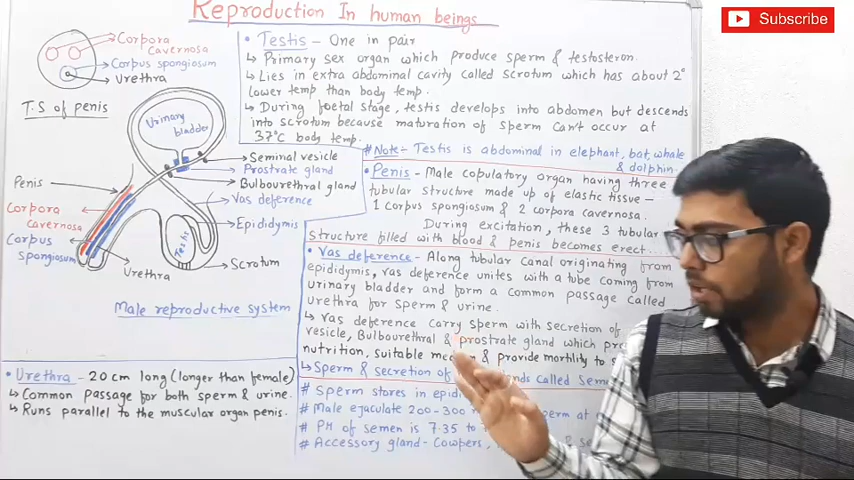 Reproduction In human beings
Subscribe
Corpora
Cavernosa
Corpus spongiosum
Urethra
T.S of penis
Urinary
bladder
Seminal vesicle
Prostrate gland
Bulbourethral gland
Vas deference
Epididymis
Testis
Scrotum
Penis
Corpora
Cavernosa
Corpus
Spongiosum
Urethra
Male reproductive system
• Urethra - 20 cm long (longer than female)
↳ Common passage for both sperm & urine.
↳ Runs parallel to the muscular organ penis.
• Testis - One in pair
↳ Primary sex organ which produce sperm & testosteron.
↳ Lies in extra abdominal cavity called Scrotum which has about 2°
lower temp than body temp.
↳ During foetal stage, testis develops into abdomen but descends
into scrotum because maturation of sperm can't occur at
37°C body temp.
# Note:- Testis is abdominal in elephant, bat, whale
& dolphin.
• Penis - Male copulatory organ having three
tubular structure made up of elastic tissue -
1 corpus spongiosum & 2 corpora cavernosa.
During excitation, these 3 tubular
structure filled with blood & penis becomes erect....
• Vas deference - Along tubular canal originating from
epididymis, vas deference unites with a tube coming from
urinary bladder and form a common passage called
urethra for sperm & urine.
↳ Vas deference carry sperm with secretion of
vesicle, Bulbourethral & prostrate gland which
nutrition, suitable & provide mortility to
↳ Sperm & secretion of called
# Sperm stores in
# Male ejaculate 200-300 sperm at
# PH of semen is 7.35 to
# Accessory gland - Cowpers, &